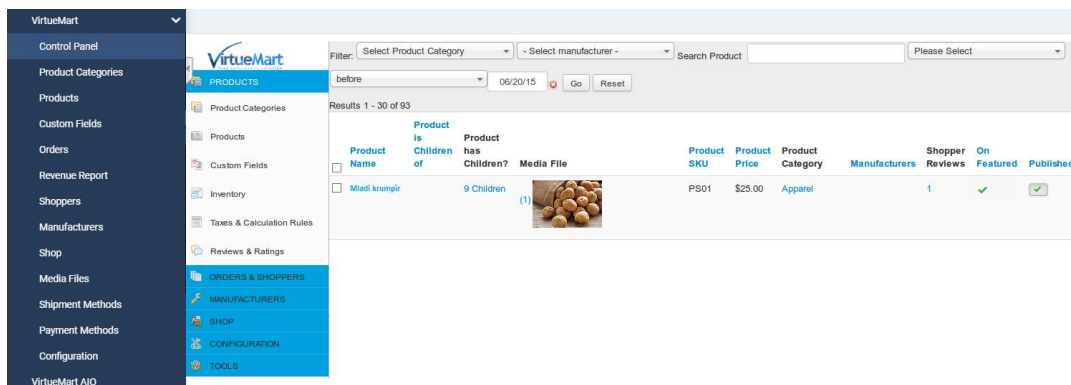 VirtueMart
Control Panel
Product Categories
Products
Custom Fields
Orders
Revenue Report
Shoppers
Manufacturers
Shop
Media Files
Shipment Methods
Payment Methods
Configuration
VirtueMart AIO
VirtueMart
PRODUCTS
Product Categories
Products
Custom Fields
Inventory
Taxes & Calculation Rules
Reviews & Ratings
ORDERS & SHOPPERS
MANUFACTURERS
SHOP
CONFIGURATION
TOOLS
Filter: Select Product Category - Select manufacturer - Search Product Please Select
before 06/20/15 Go Reset
Results 1 - 30 of 93
Product Name Product Is Children of Product has Children? Media File Product SKU Product Price Product Category Manufacturers Shopper Reviews On Featured Published
Mladi krumpir 9 Children (1) PS01 $25.00 Apparel 1